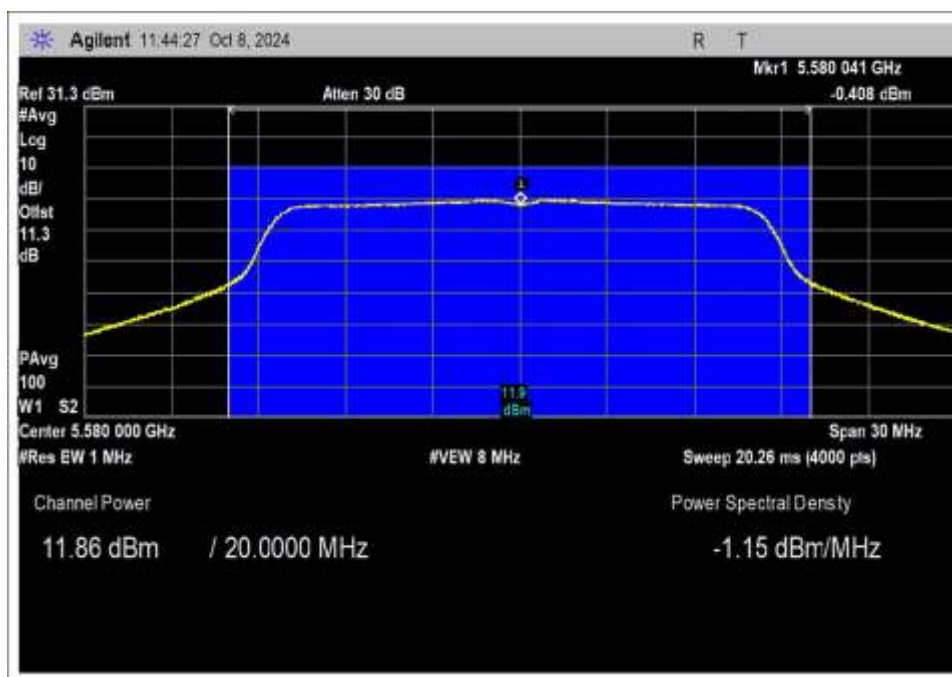 Agilent 11:44:27 Oct 8, 2024 R T
Mkr1 5.580 041 GHz
Ref 31.3 dBm Atten 30 dB -0.408 dBm
#Avg
Log
10
dB/
Offst
11.3
dB
1
PAvg
100
W1 S2
11.9
dBm
Center 5.580 000 GHz Span 30 MHz
#Res BW 1 MHz #VBW 8 MHz Sweep 20.26 ms (4000 pts)
Channel Power Power Spectral Density
11.86 dBm / 20.0000 MHz -1.15 dBm/MHz